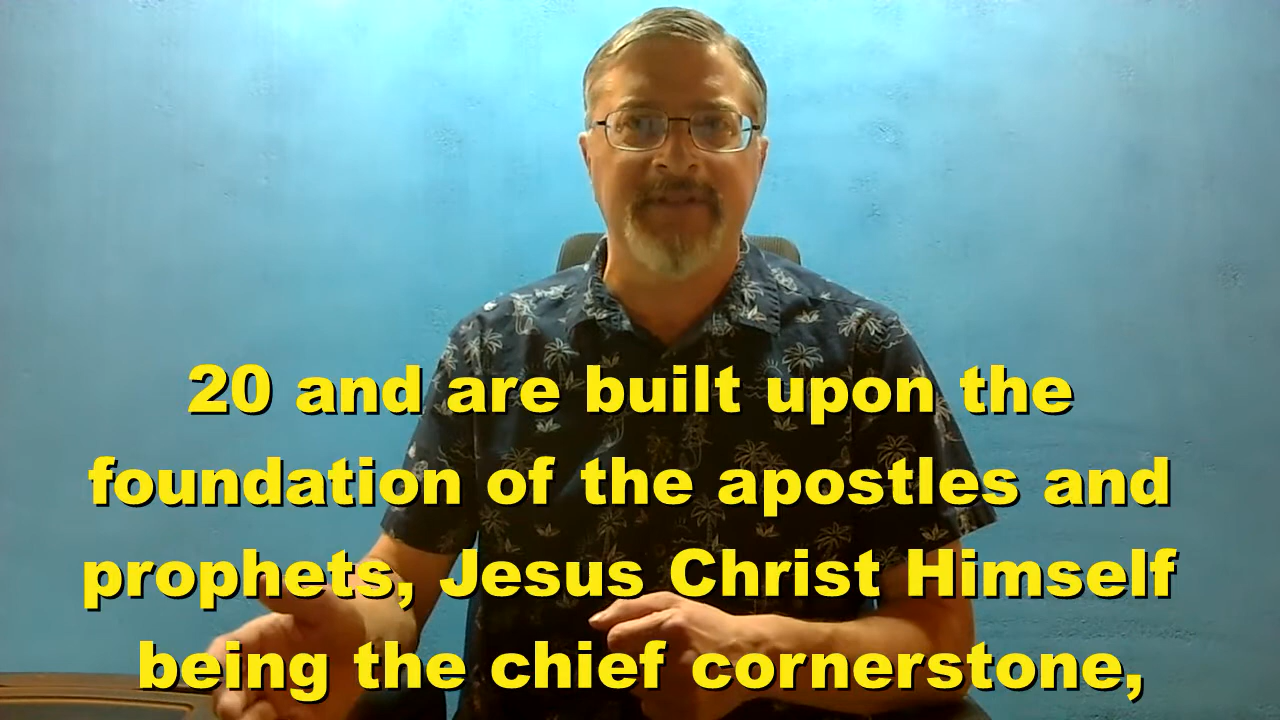 20 and are built upon the
foundation of the apostles and
prophets, Jesus Christ Himself
being the chief cornerstone,